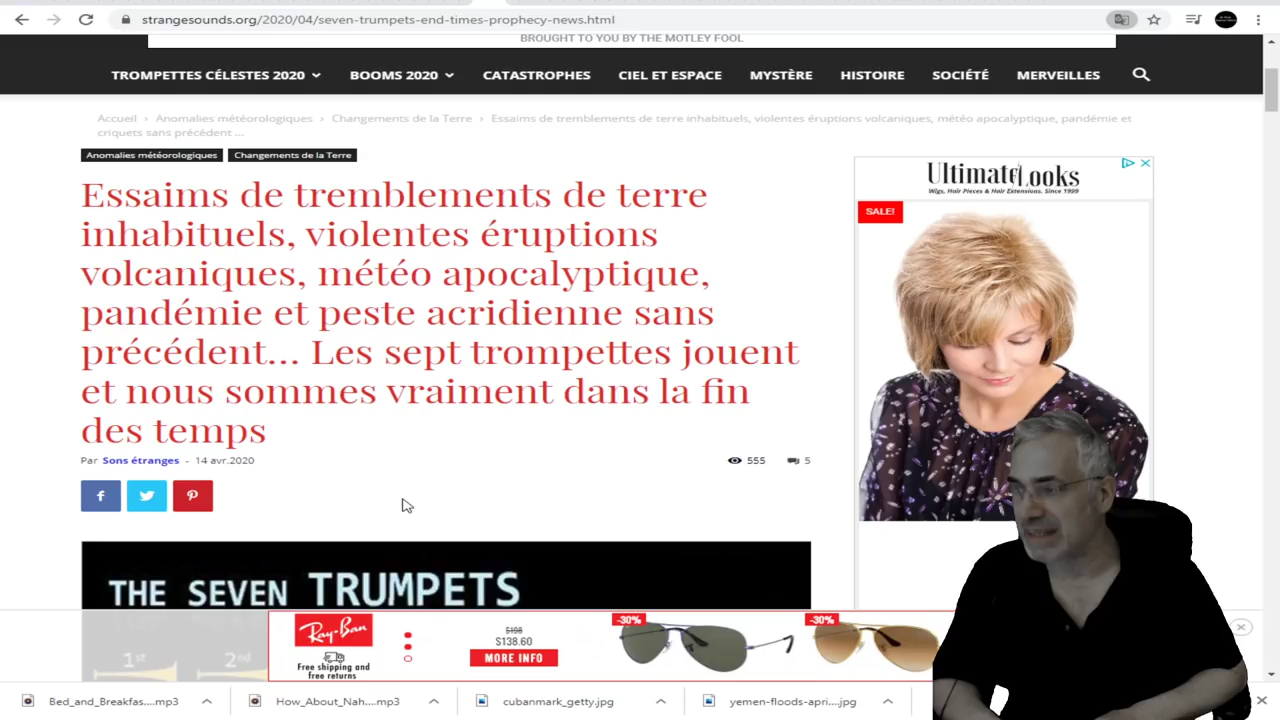 strangesounds.org/2020/04/seven-trumpets-end-times-prophecy-news.html
BROUGHT TO YOU BY THE MOTLEY FOOL
TROMPETTES CÉLESTES 2020 BOOMS 2020 CATASTROPHES CIEL ET ESPACE MYSTÈRE HISTOIRE SOCIÉTÉ MERVEILLES
Accueil › Anomalies météorologiques › Changements de la Terre › Essaims de tremblements de terre inhabituels, violentes éruptions volcaniques, météo apocalyptique, pandémie et
criquets sans précédent ...
Anomalies météorologiques Changements de la Terre
Essaims de tremblements de terre
inhabituels, violentes éruptions
volcaniques, météo apocalyptique,
pandémie et peste acridienne sans
précédent... Les sept trompettes jouent
et nous sommes vraiment dans la fin
des temps
Par Sons étranges - 14 avr.2020 555 5
THE SEVEN TRUMPETS
1st 2nd
UltimateLooks
Wigs, Hair Pieces & Hair Extensions. Since 1999
SALE!
Ray-Ban
Free shipping and
free returns
$198
$138.60
MORE INFO
-30%
-30%
Bed_and_Breakfas....mp3 How_About_Nah....mp3 cubanmark_getty.jpg yemen-floods-apri....jpg